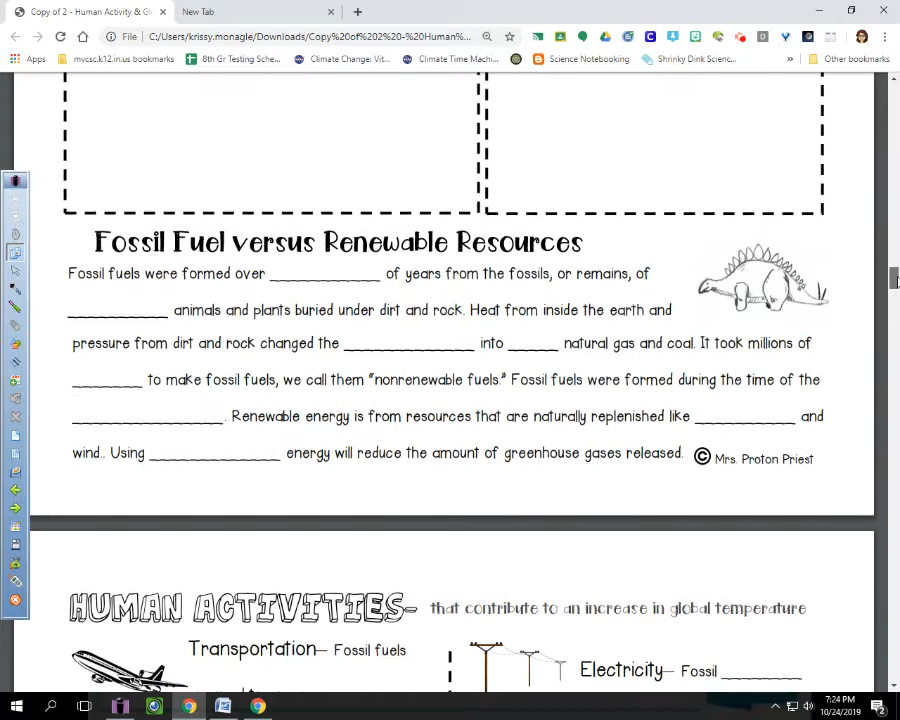 Copy of 2 - Human Activity & Gl
New Tab
File
C:/Users/krissy.monagle/Downloads/Copy%20of%202%20-%20Human%...
Apps
mvcsc.k12.in.us bookmarks
8th Gr Testing Sche...
Climate Change: Vit...
Climate Time Machi...
Science Notebooking
Shrinky Dink Scienc...
»
Other bookmarks
Fossil Fuel versus Renewable Resources
Fossil fuels were formed over ____________ of years from the fossils, or remains, of
___________ animals and plants buried under dirt and rock. Heat from inside the earth and
pressure from dirt and rock changed the ______________ into _____ natural gas and coal. It took millions of
_______ to make fossil fuels, we call them "nonrenewable fuels." Fossil fuels were formed during the time of the
________________. Renewable energy is from resources that are naturally replenished like ___________ and
wind.. Using ______________ energy will reduce the amount of greenhouse gases released.
© Mrs. Proton Priest
HUMAN ACTIVITIES- that contribute to an increase in global temperature
Transportation– Fossil fuels
Electricity– Fossil _________
7:24 PM
10/24/2019